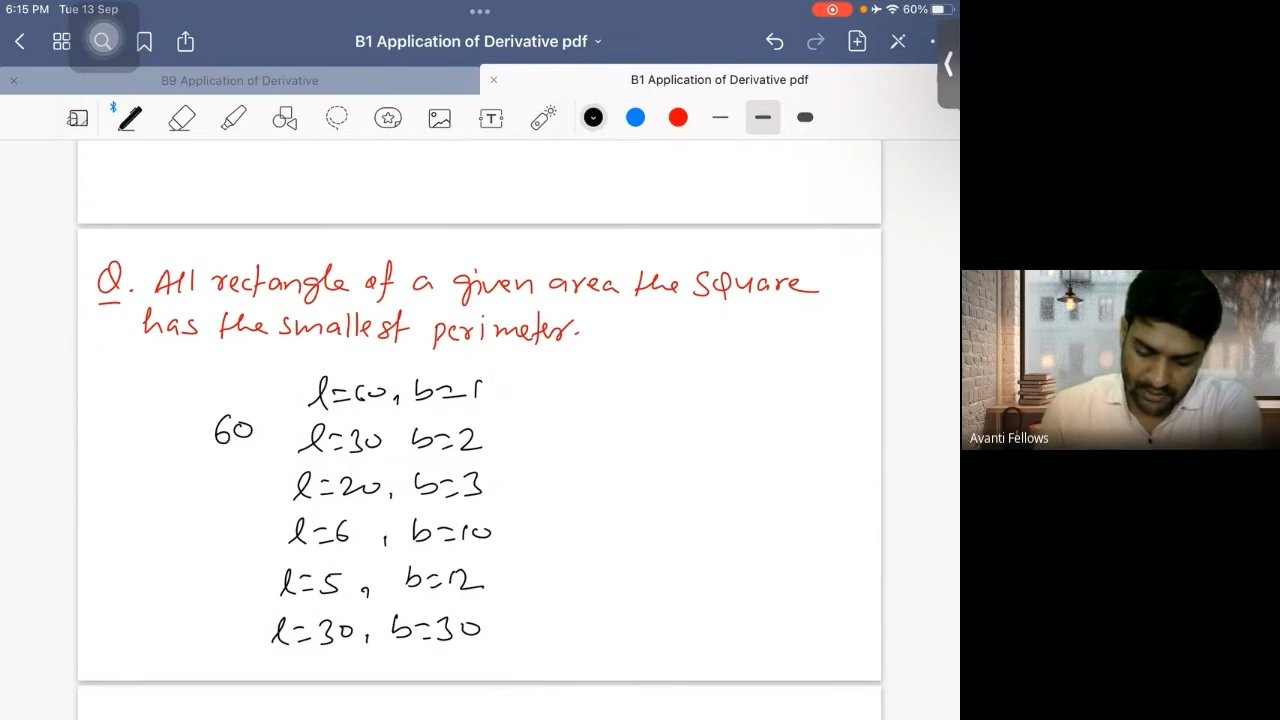 6:15 PM Tue 13 Sep
60%
B1 Application of Derivative pdf
B9 Application of Derivative
B1 Application of Derivative pdf
Q. All rectangle of a given area the square
has the smallest perimeter.
l=60, b=1
60
l=30 b=2
l=20, b=3
l=6, b=10
l=5, b=12
l=30, b=30
Avanti Fellows